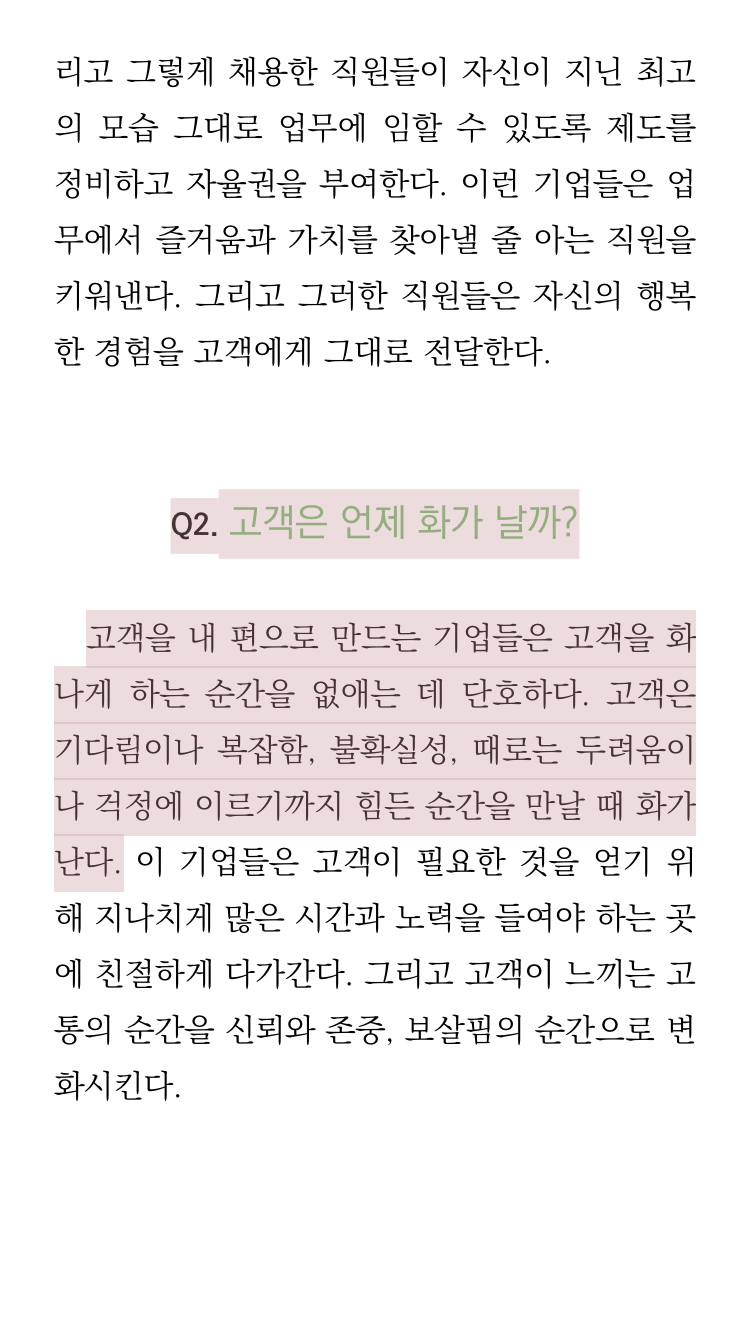 리고 그렇게 채용한 직원들이 자신이 지닌 최고
의 모습 그대로 업무에 임할 수 있도록 제도를
정비하고 자율권을 부여한다. 이런 기업들은 업
무에서 즐거움과 가치를 찾아낼 줄 아는 직원을
키워낸다. 그리고 그러한 직원들은 자신의 행복
한 경험을 고객에게 그대로 전달한다.
Q2. 고객은 언제 화가 날까?
고객을 내 편으로 만드는 기업들은 고객을 화
나게 하는 순간을 없애는 데 단호하다. 고객은
기다림이나 복잡함, 불확실성, 때로는 두려움이
나 걱정에 이르기까지 힘든 순간을 만날 때 화가
난다. 이 기업들은 고객이 필요한 것을 얻기 위
해 지나치게 많은 시간과 노력을 들여야 하는 곳
에 친절하게 다가간다. 그리고 고객이 느끼는 고
통의 순간을 신뢰와 존중, 보살핌의 순간으로 변
화시킨다.